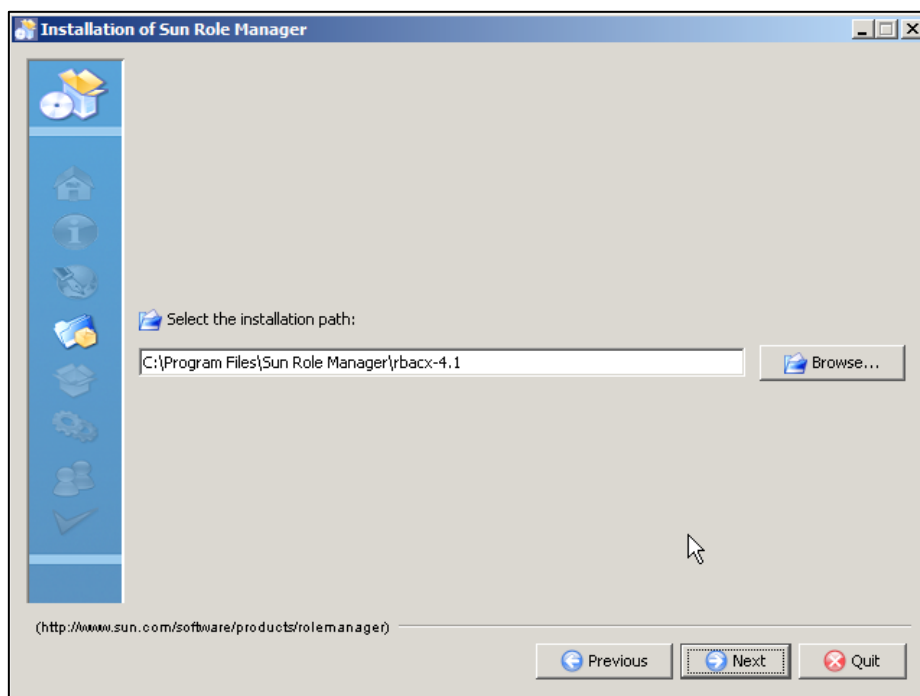 Installation of Sun Role Manager
Select the installation path:
C:\Program Files\Sun Role Manager\rbacx-4.1
Browse...
(http://www.sun.com/software/products/rolemanager)
Previous
Next
Quit